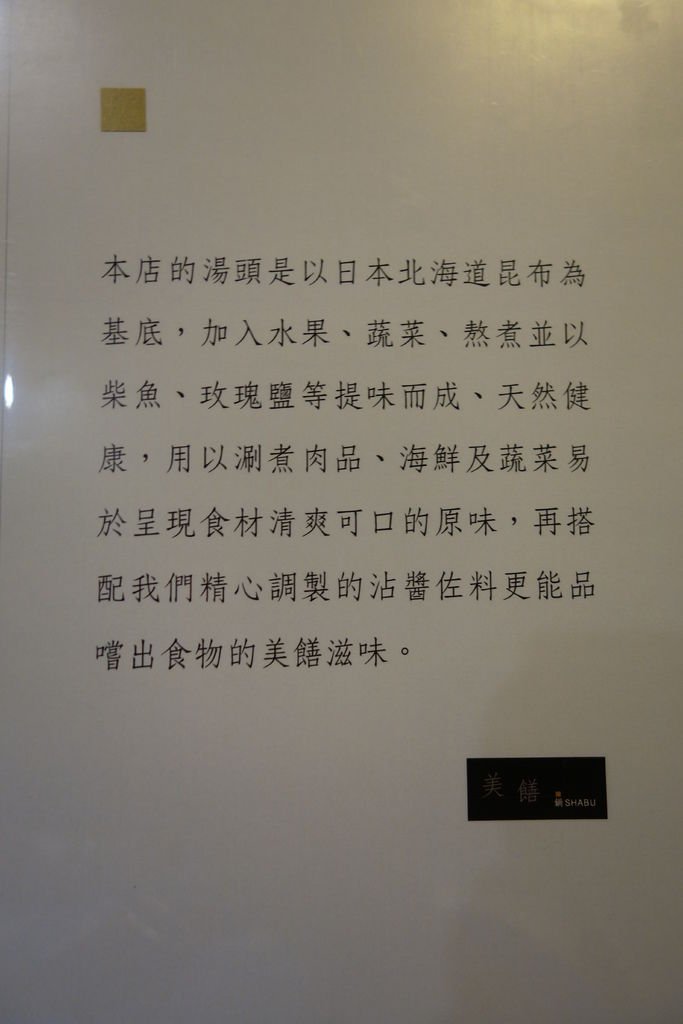 本店的湯頭是以日本北海道昆布為
基底，加入水果、蔬菜、熬煮並以
柴魚、玫瑰鹽等提味而成、天然健
康，用以涮煮肉品、海鮮及蔬菜易
於呈現食材清爽可口的原味，再搭
配我們精心調製的沾醬佐料更能品
嚐出食物的美饍滋味。
美饍 鍋 SHABU